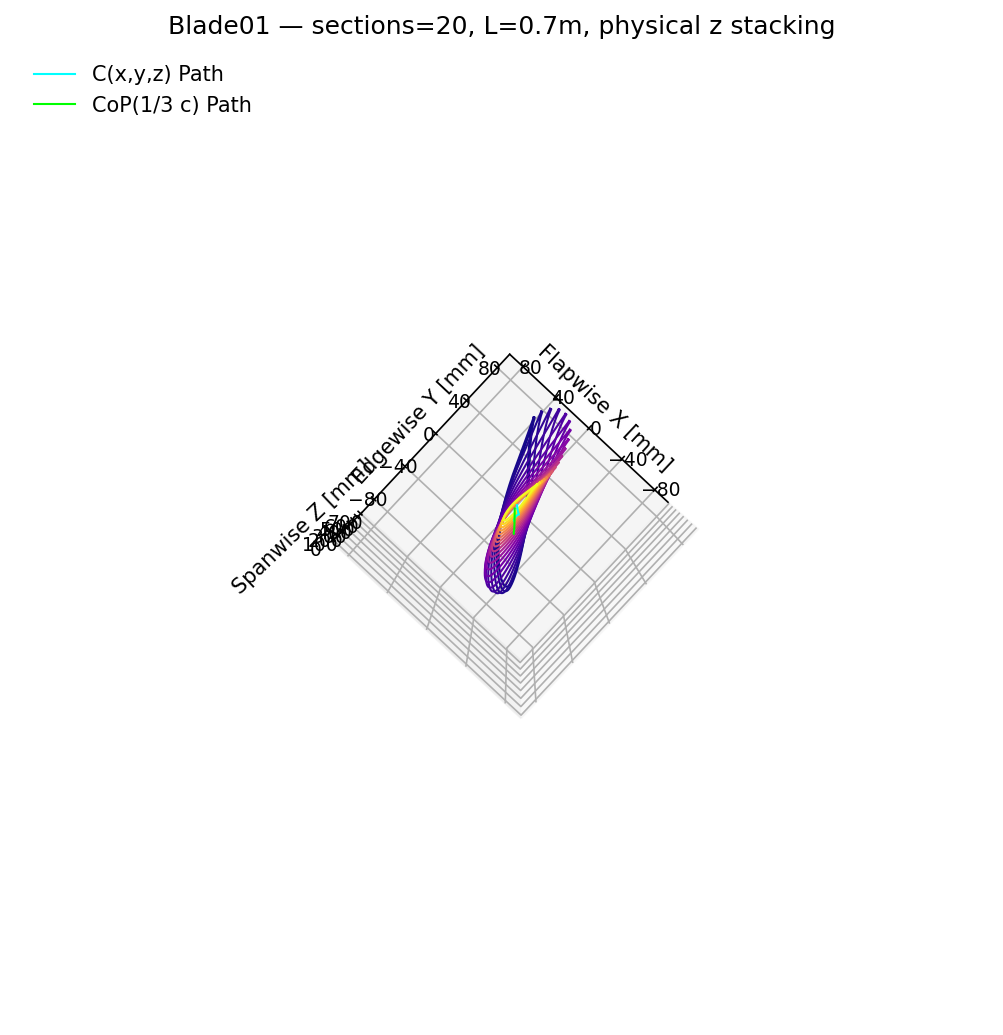 Blade01 — sections=20, L=0.7m, physical z stacking
C(x,y,z) Path
CoP(1/3 c) Path
Flapwise X [mm]
80
40
0
−40
−80
Edgewise Y [mm]
80
40
0
−40
−80
Spanwise Z [mm]
0